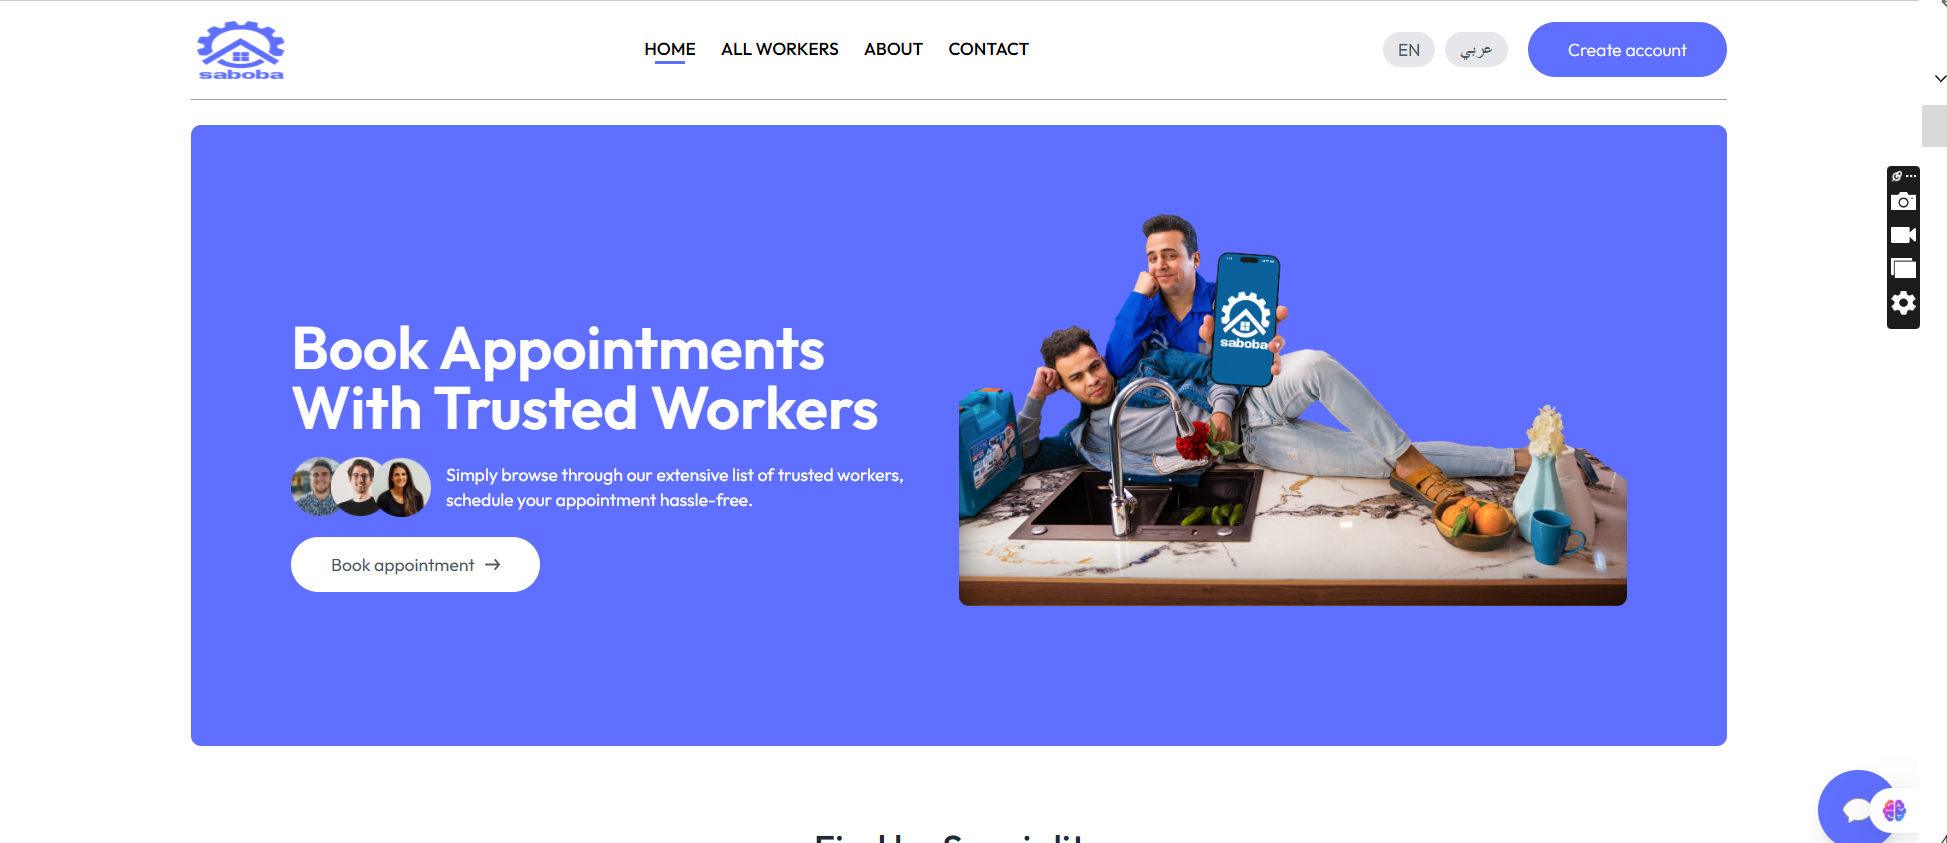 saboba
HOME
ALL WORKERS
ABOUT
CONTACT
EN
عربي
Create account
Book Appointments
With Trusted Workers
Simply browse through our extensive list of trusted workers,
schedule your appointment hassle-free.
Book appointment →
saboba